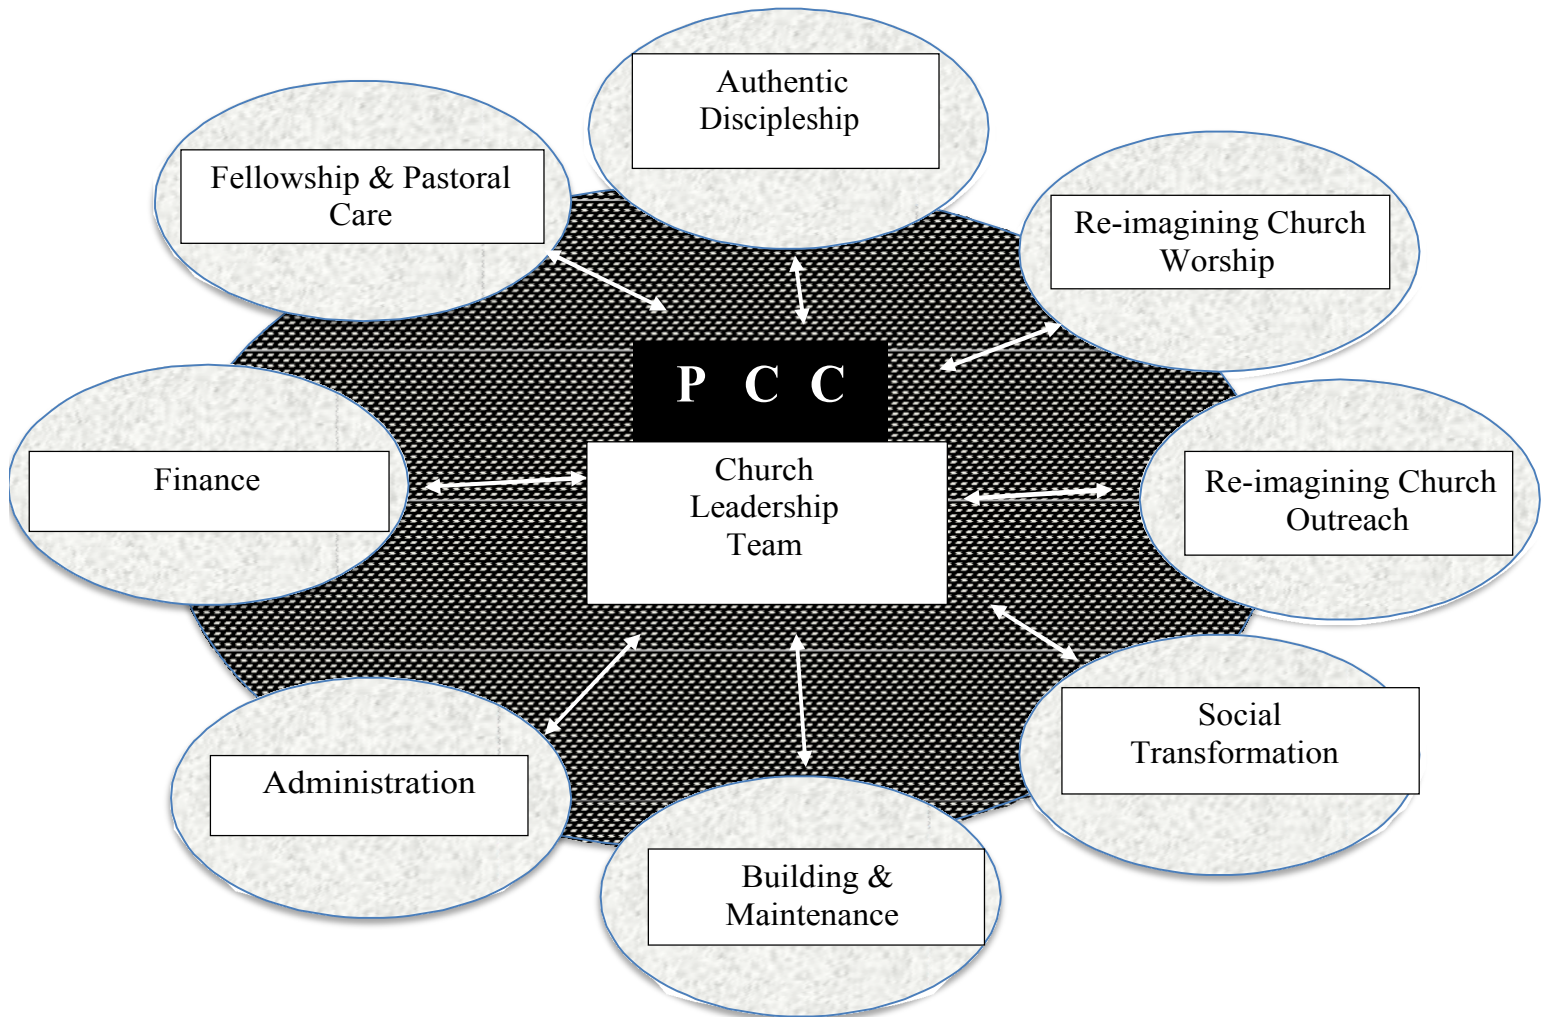 Authentic
Discipleship
Fellowship & Pastoral
Care
Re-imagining Church
Worship
P C C
Church
Leadership
Team
Finance
Re-imagining Church
Outreach
Social
Transformation
Administration
Building &
Maintenance